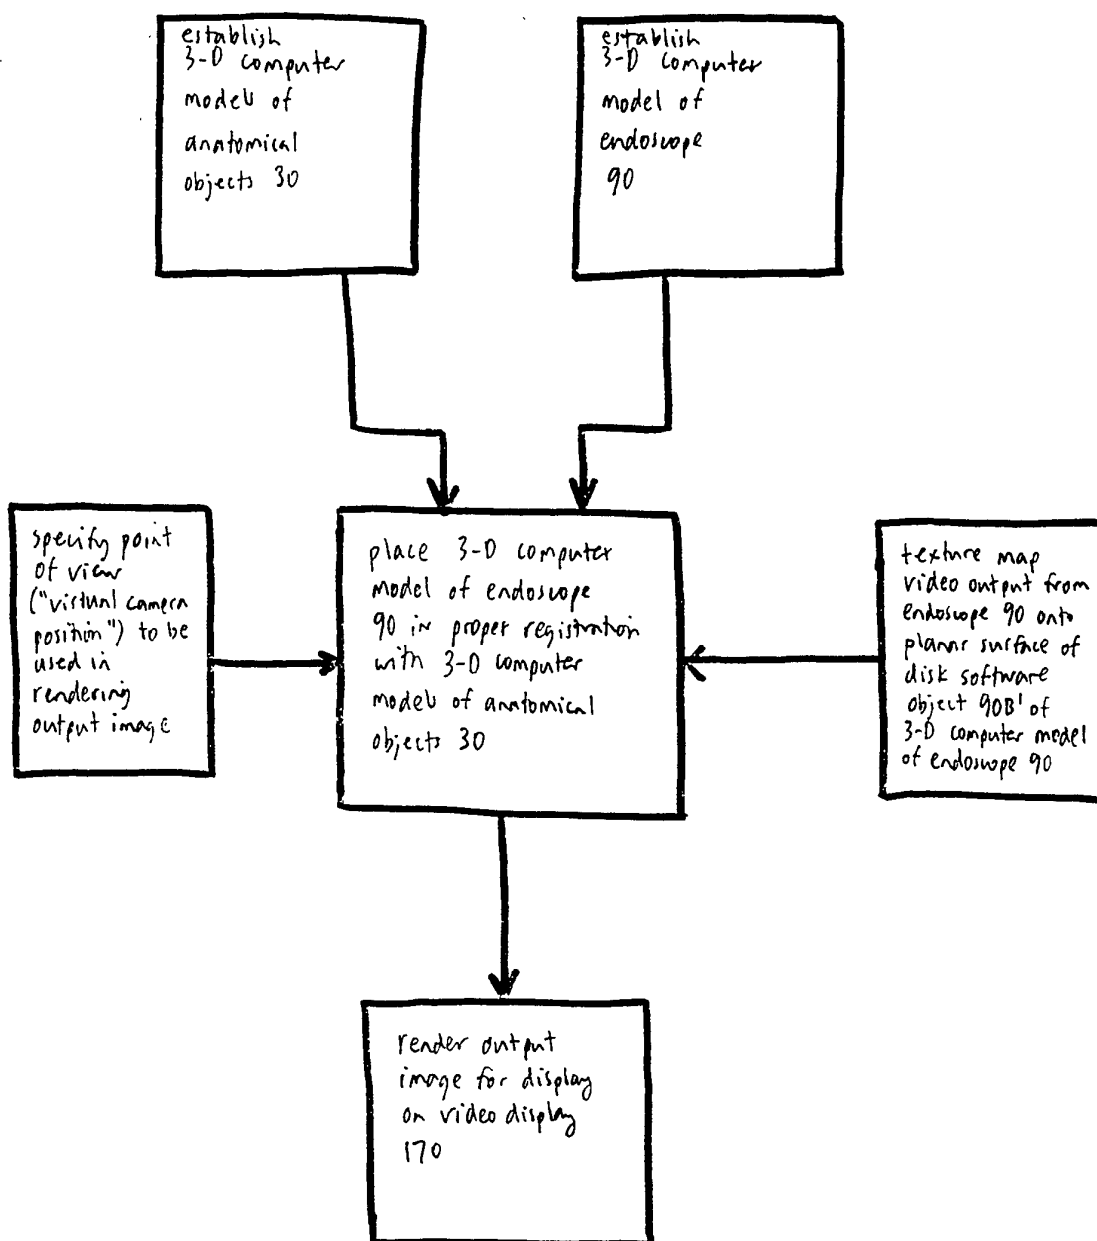 establish
3-D computer
models of
anatomical
objects 30
establish
3-D computer
model of
endoscope
90
specify point
of view
("virtual camera
position") to be
used in
rendering
output image
place 3-D computer
model of endoscope
90 in proper registration
with 3-D computer
models of anatomical
objects 30
texture map
video output from
endoscope 90 onto
planar surface of
disk software
object 90B' of
3-D computer model
of endoscope 90
render output
image for display
on video display
170